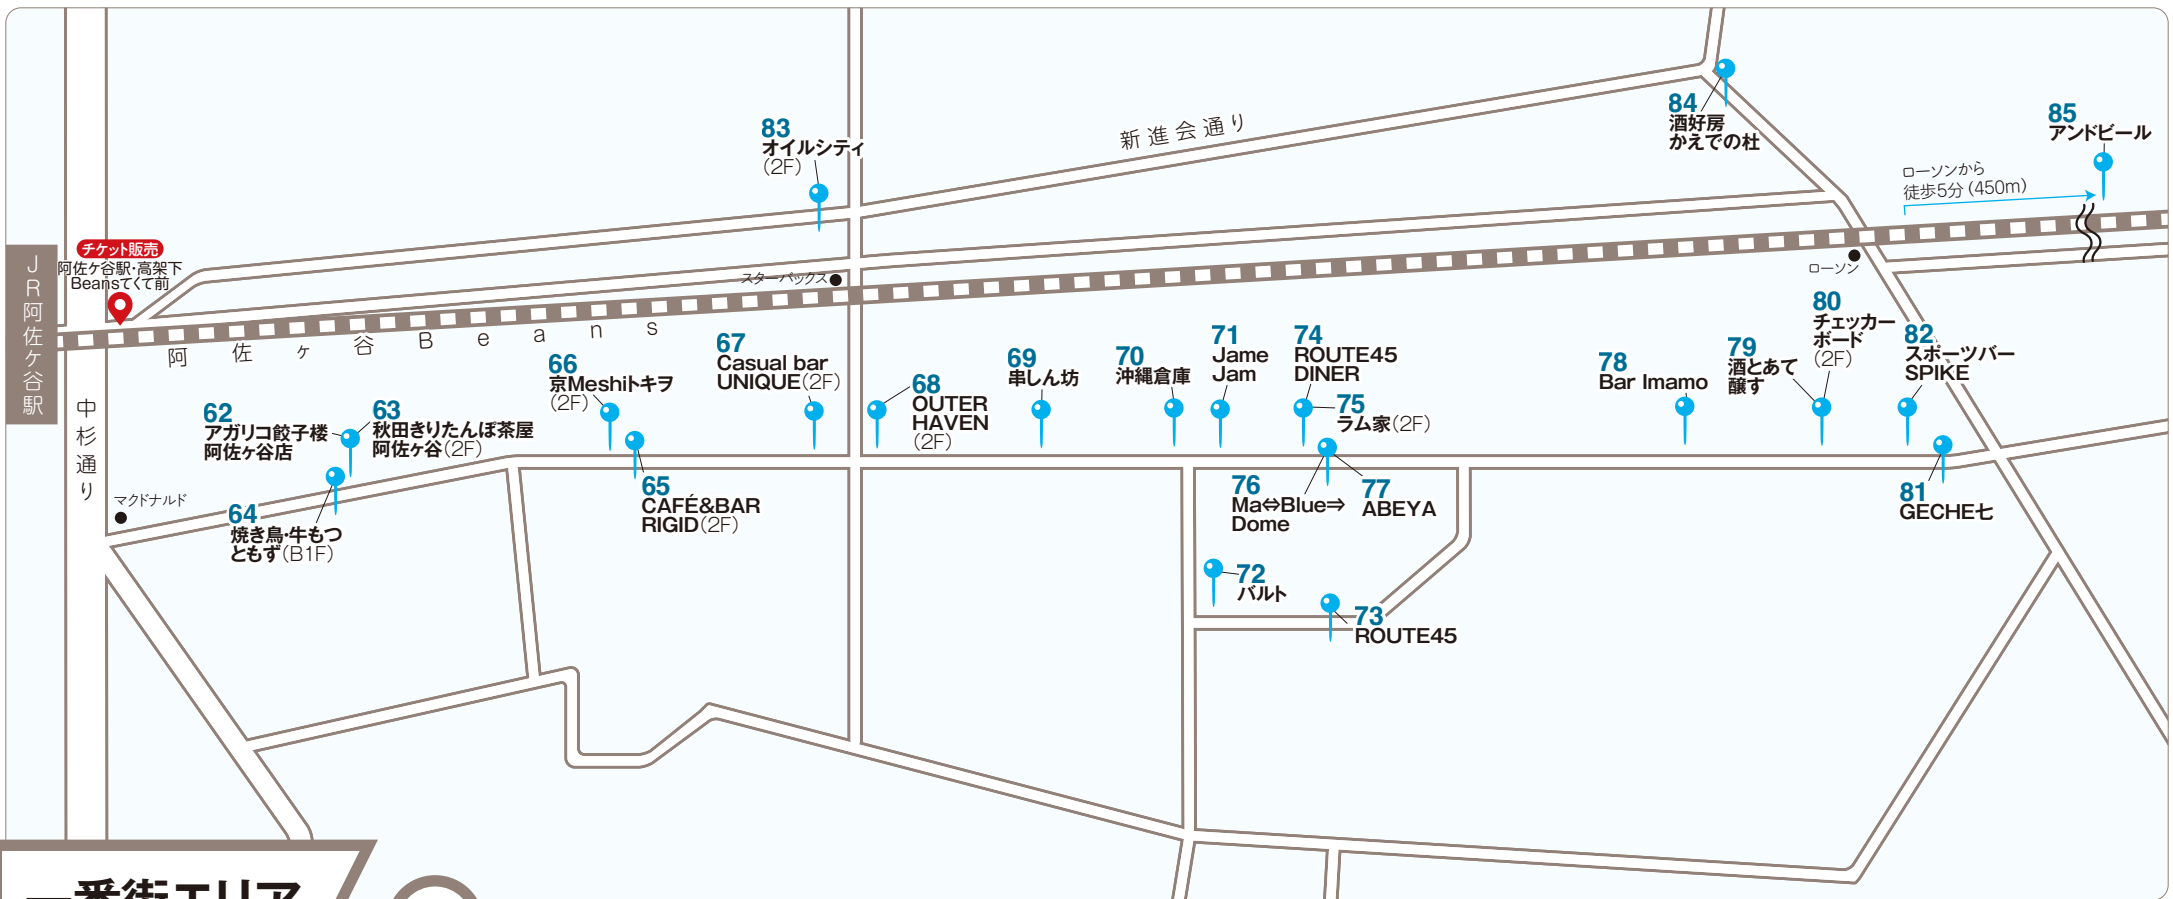 83
オイルシティ
(2F)
新進会通り
84
酒好房
かえでの杜
85
アンドビール
ローソンから
徒歩5分(450m)
JR阿佐ケ谷駅
チケット販売
阿佐ケ谷駅・高架下
Beansてくて前
スターバックス
ローソン
阿佐ヶ谷Beans
中杉通り
マクドナルド
62
アガリコ餃子楼
阿佐ヶ谷店
63
秋田きりたんぽ茶屋
阿佐ヶ谷(2F)
64
焼き鳥・牛もつ
ともず(B1F)
66
京Meshiトキヲ
(2F)
65
CAFÉ&BAR
RIGID(2F)
67
Casual bar
UNIQUE(2F)
68
OUTER
HAVEN
(2F)
69
串しん坊
70
沖縄倉庫
71
Jame
Jam
74
ROUTE45
DINER
75
ラム家(2F)
76
Ma⇔Blue⇒
Dome
77
ABEYA
72
バルト
73
ROUTE45
78
Bar Imamo
79
酒とあて
醸す
80
チェッカー
ボード
(2F)
82
スポーツバー
SPIKE
81
GECHE七
一番街エリア